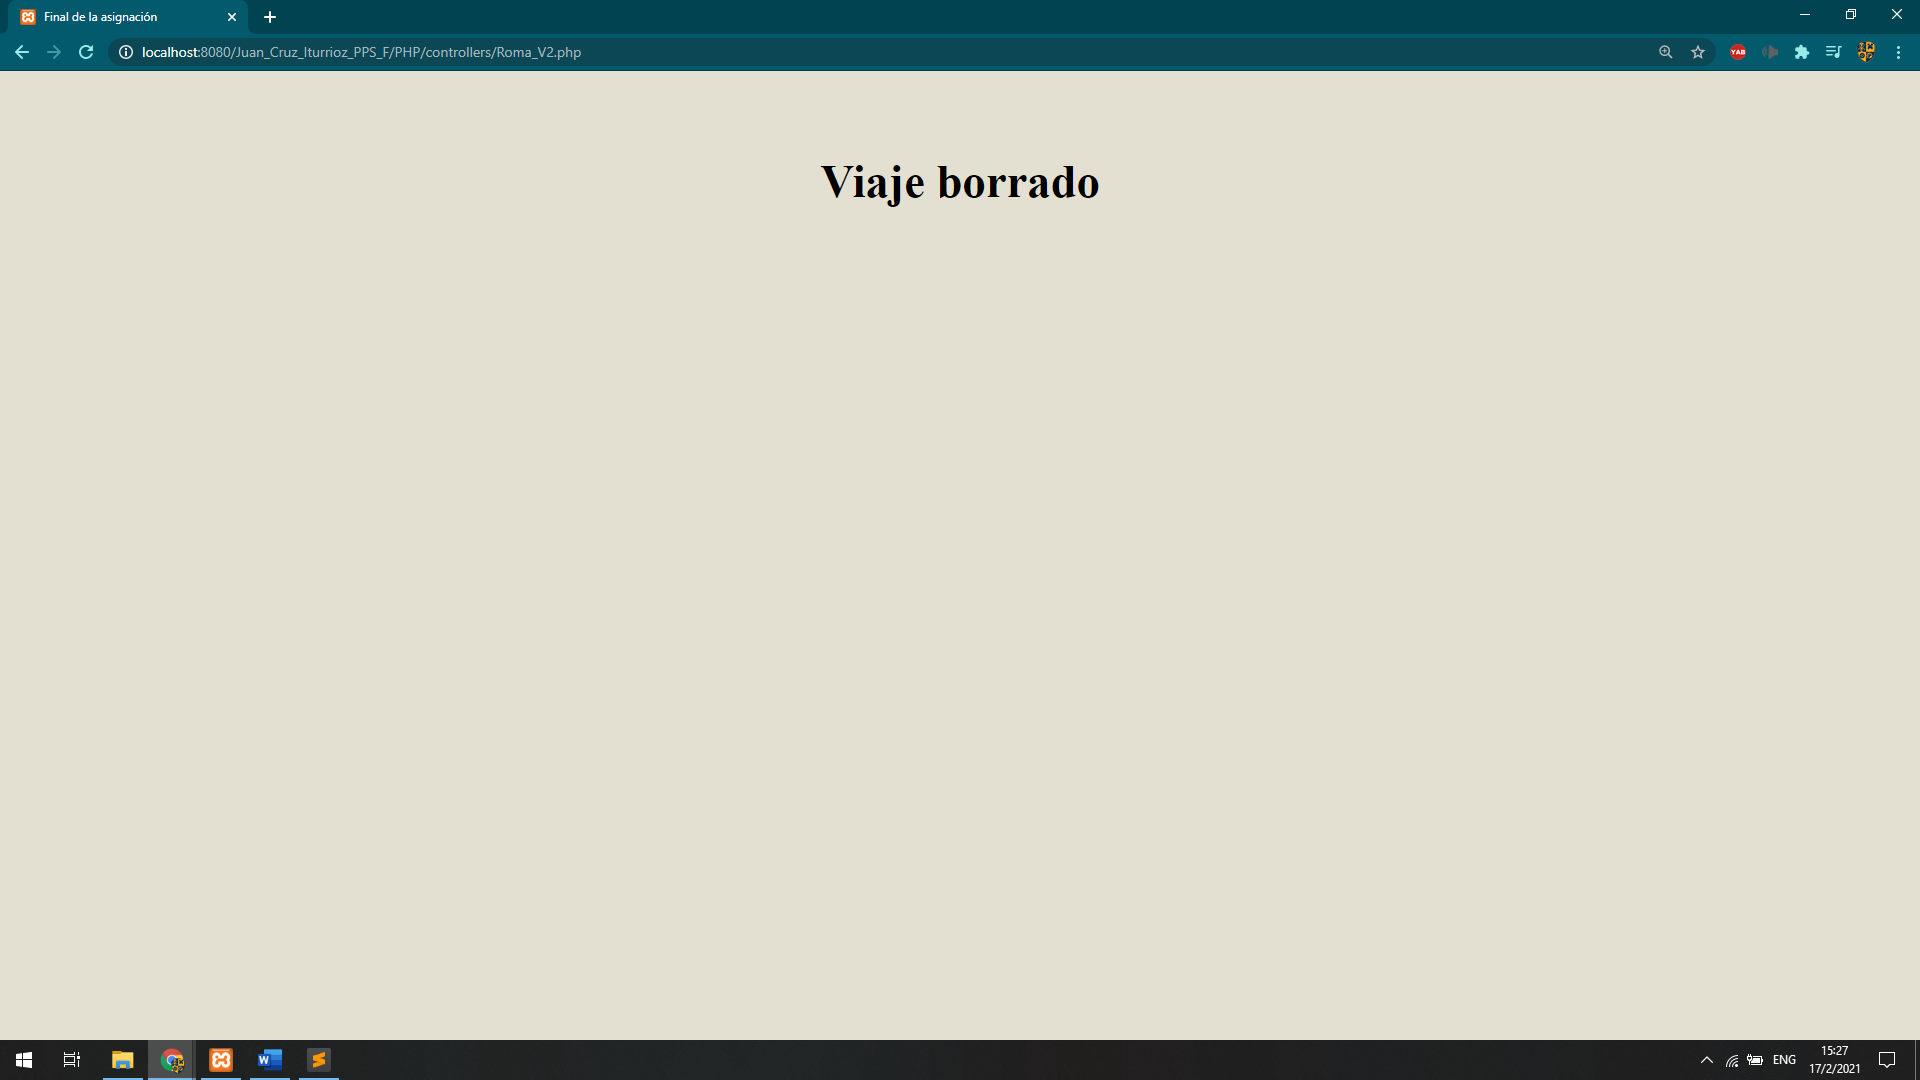 Final de la asignación
localhost:8080/Juan_Cruz_Iturrioz_PPS_F/PHP/controllers/Roma_V2.php
YAB
Viaje borrado
W
ENG
15:27
17/2/2021